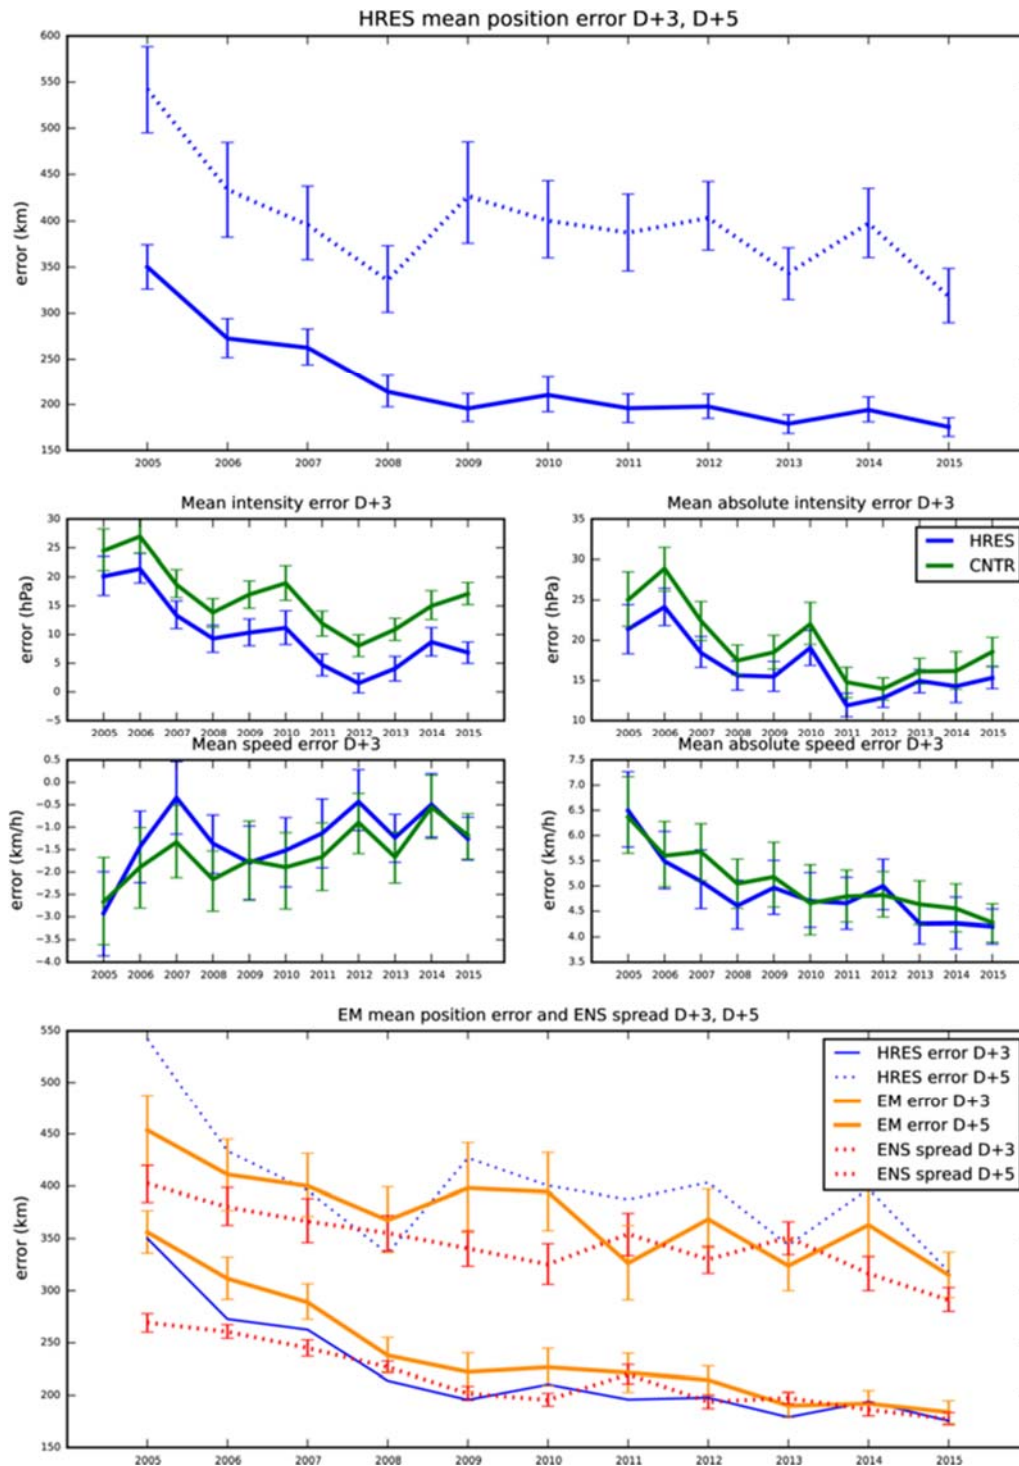 HRES mean position error D+3, D+5
600
550
500
450
400
350
300
250
200
150
error (km)
2005 2006 2007 2008 2009 2010 2011 2012 2013 2014 2015
Mean intensity error D+3
30
25
20
15
10
5
0
−5
error (hPa)
2005 2006 2007 2008 2009 2010 2011 2012 2013 2014 2015
Mean absolute intensity error D+3
35
30
25
20
15
10
error (hPa)
HRES
CNTR
2005 2006 2007 2008 2009 2010 2011 2012 2013 2014 2015
Mean speed error D+3
0.5
0.0
−0.5
−1.0
−1.5
−2.0
−2.5
−3.0
−3.5
−4.0
error (km/h)
2005 2006 2007 2008 2009 2010 2011 2012 2013 2014 2015
Mean absolute speed error D+3
7.5
7.0
6.5
6.0
5.5
5.0
4.5
4.0
3.5
error (km/h)
2005 2006 2007 2008 2009 2010 2011 2012 2013 2014 2015
EM mean position error and ENS spread D+3, D+5
550
500
450
400
350
300
250
200
150
error (km)
HRES error D+3
HRES error D+5
EM error D+3
EM error D+5
ENS spread D+3
ENS spread D+5
2005 2006 2007 2008 2009 2010 2011 2012 2013 2014 2015